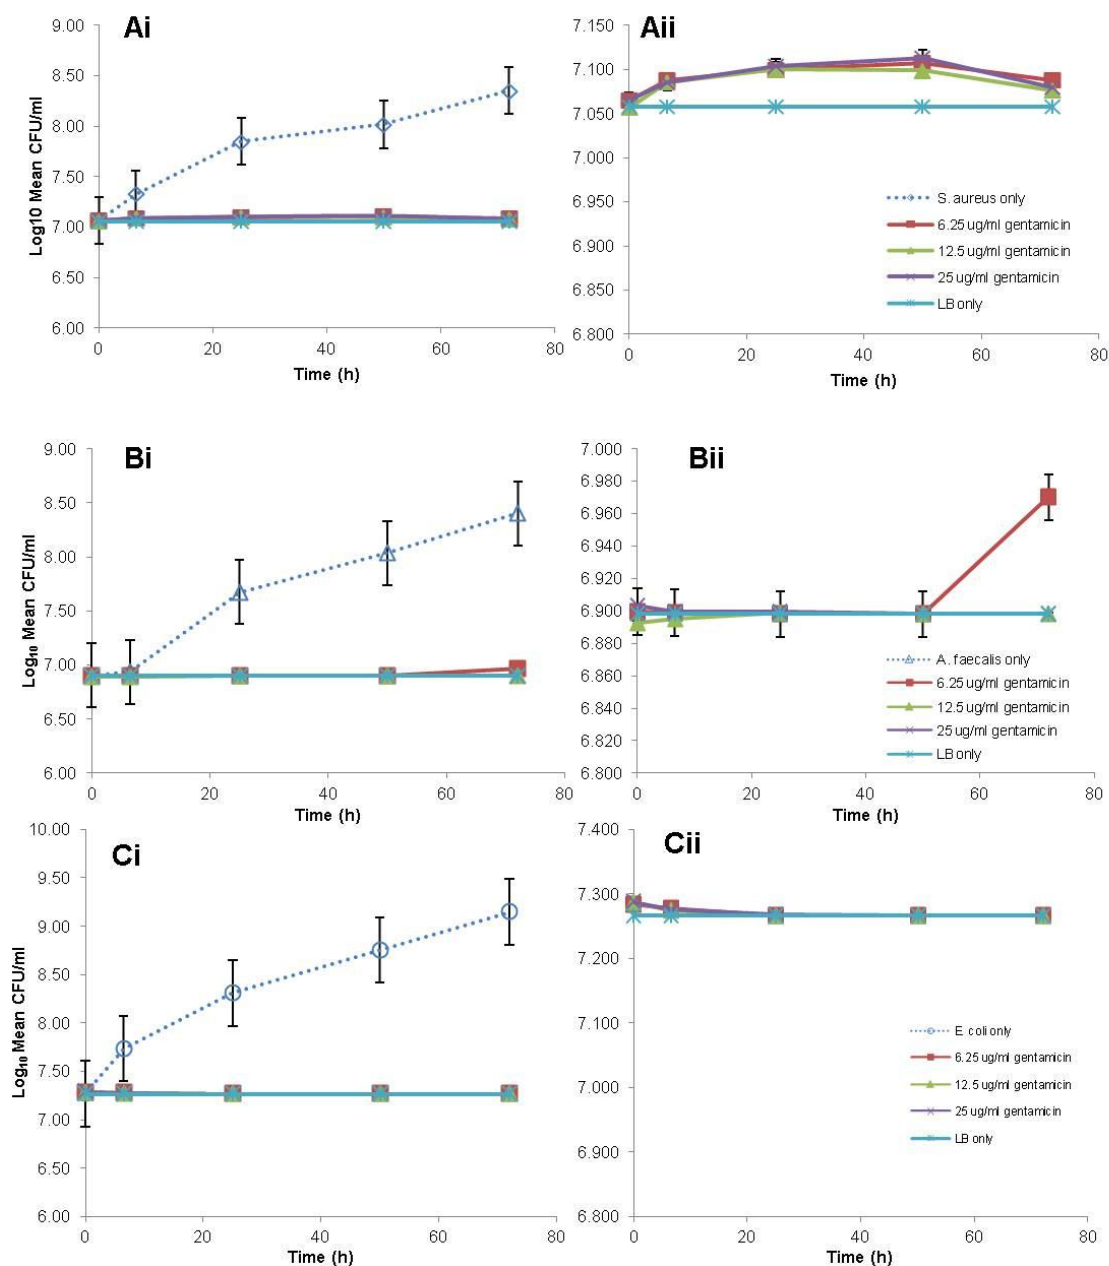 Ai
9.00
8.50
8.00
7.50
7.00
6.50
6.00
Log10 Mean CFU/ml
0 20 40 60 80
Time (h)
Aii
7.150
7.100
7.050
7.000
6.950
6.900
6.850
6.800
S. aureus only
6.25 ug/ml gentamicin
12.5 ug/ml gentamicin
25 ug/ml gentamicin
LB only
0 20 40 60 80
Time (h)
Bi
9.00
8.50
8.00
7.50
7.00
6.50
6.00
Log₁₀ Mean CFU/ml
0 20 40 60 80
Time (h)
Bii
7.000
6.980
6.960
6.940
6.920
6.900
6.880
6.860
6.840
6.820
6.800
A. faecalis only
6.25 ug/ml gentamicin
12.5 ug/ml gentamicin
25 ug/ml gentamicin
LB only
0 20 40 60 80
Time (h)
Ci
10.00
9.50
9.00
8.50
8.00
7.50
7.00
6.50
6.00
Log₁₀ Mean CFU/ml
0 20 40 60 80
Time (h)
Cii
7.400
7.300
7.200
7.100
7.000
6.900
6.800
E coli only
6.25 ug/ml gentamicin
12.5 ug/ml gentamicin
25 ug/ml gentamicin
LB only
0 20 40 60 80
Time (h)